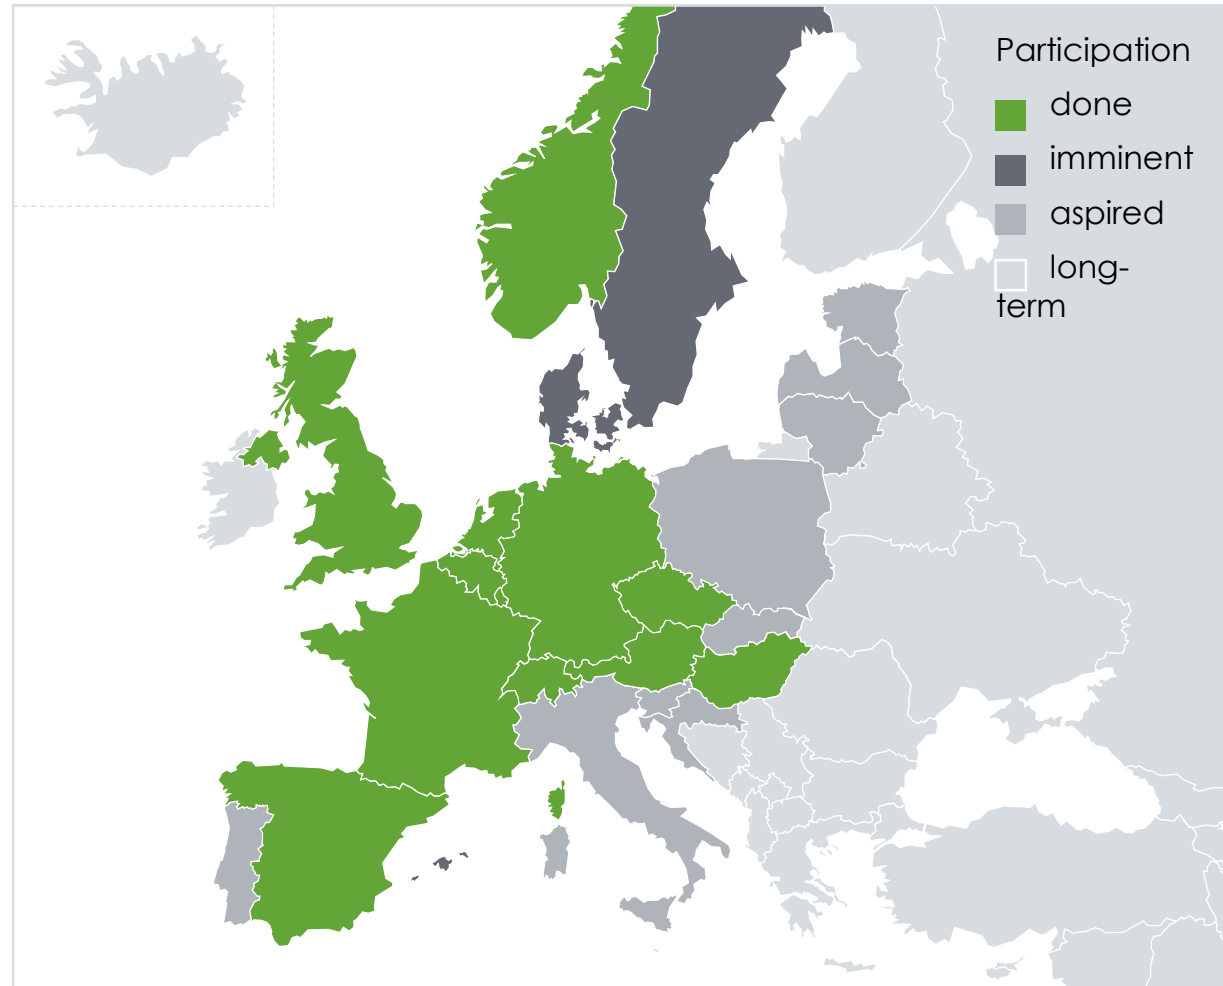 Participation
done
imminent
aspired
long-
term